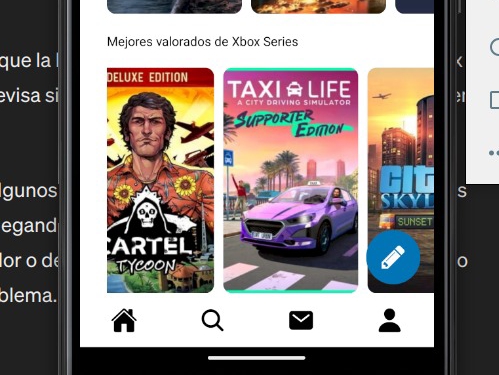 que la
evisa si
lgunos
egand
lor o de
blema.
Mejores valorados de Xbox Series
DELUXE EDITION
CARTEL
TYCOON
TAXI LIFE
A CITY DRIVING SIMULATOR
SUPPORTER
EDITION
TAXI
CITI
SKYL
SUNSET
s
o